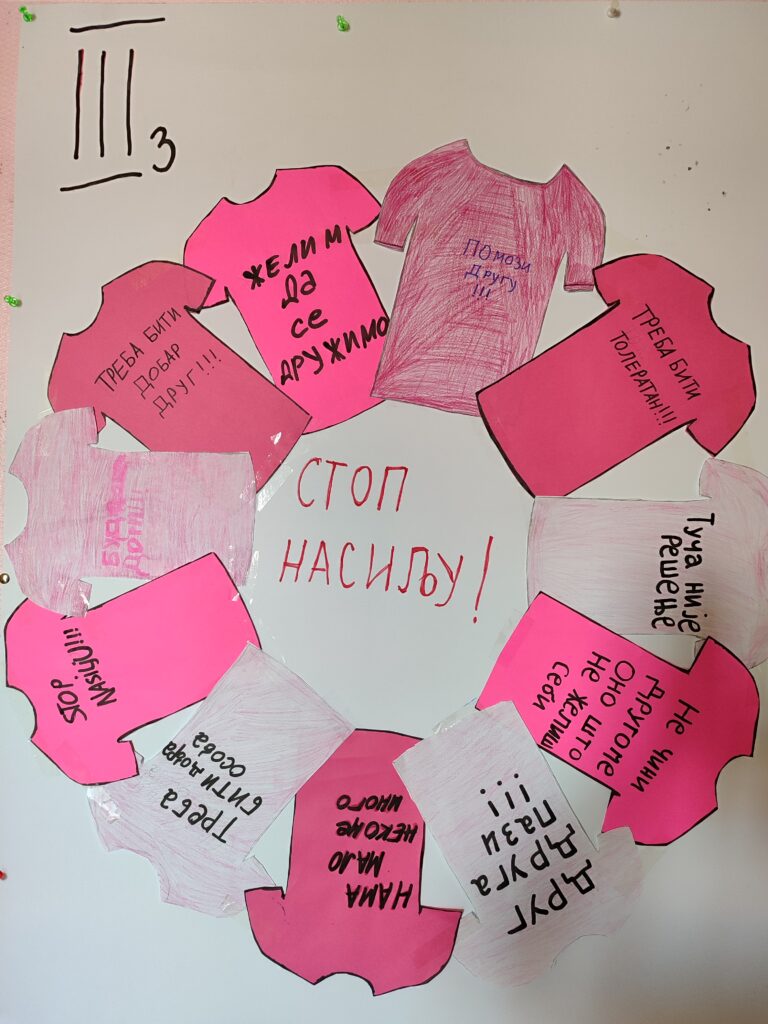 III3
СТОП
НАСИЉУ!
ЖЕЛИМ
ДА
СЕ
ДРУЖИМО
ПОМОЗИ
ДРУГУ
!!!
ТРЕБА БИТИ
ТОЛЕРАТАН!!!
Туча није
решење
Не чини
другоме
Оно што
не желиш
себи
Друг
друга
пази
!!!
НАМА
МАЛО
НЕКОМЕ
МНОГО
Треба
бити добра
особа
STOP
NASILJU!!!
ТРЕБА БИТИ
ДОБАР
ДРУГ!!!